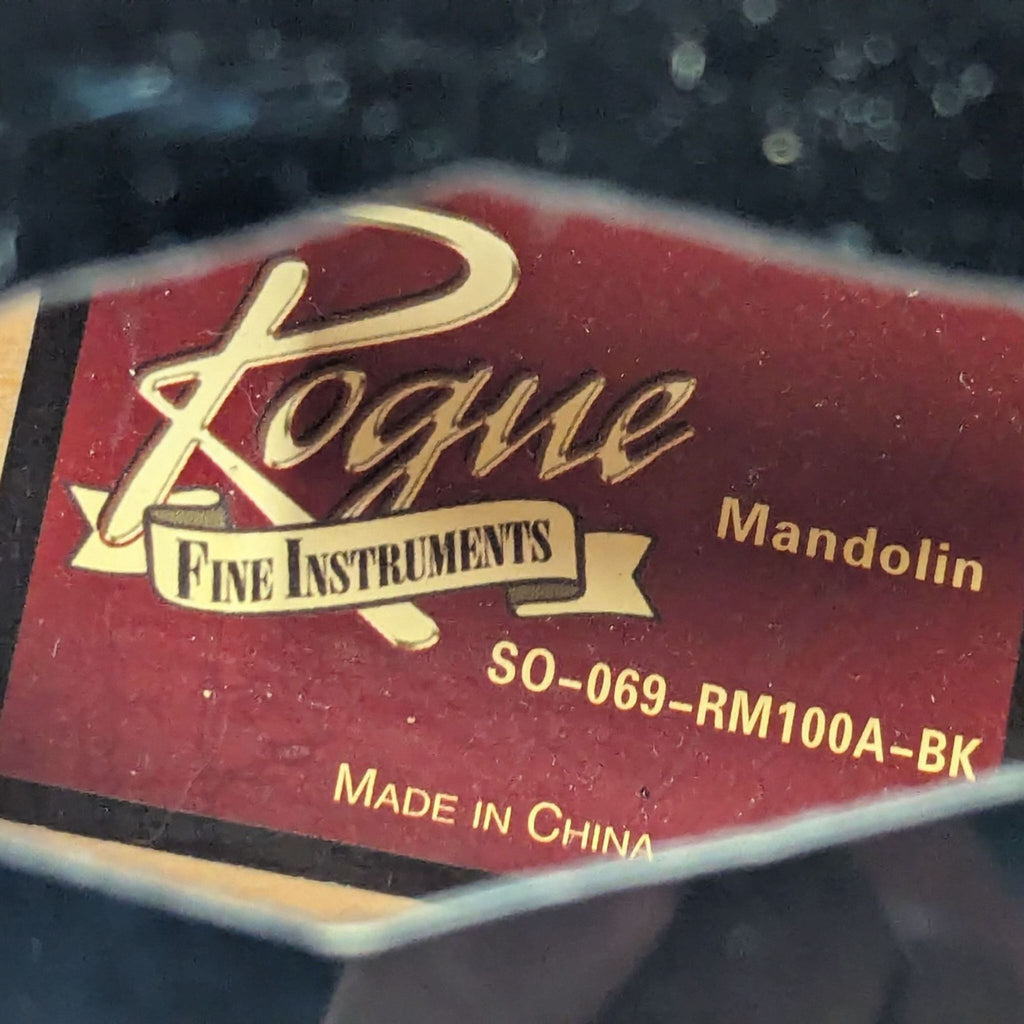 Rogue
FINE INSTRUMENTS
Mandolin
SO-069-RM100A-BK
MADE IN CHINA